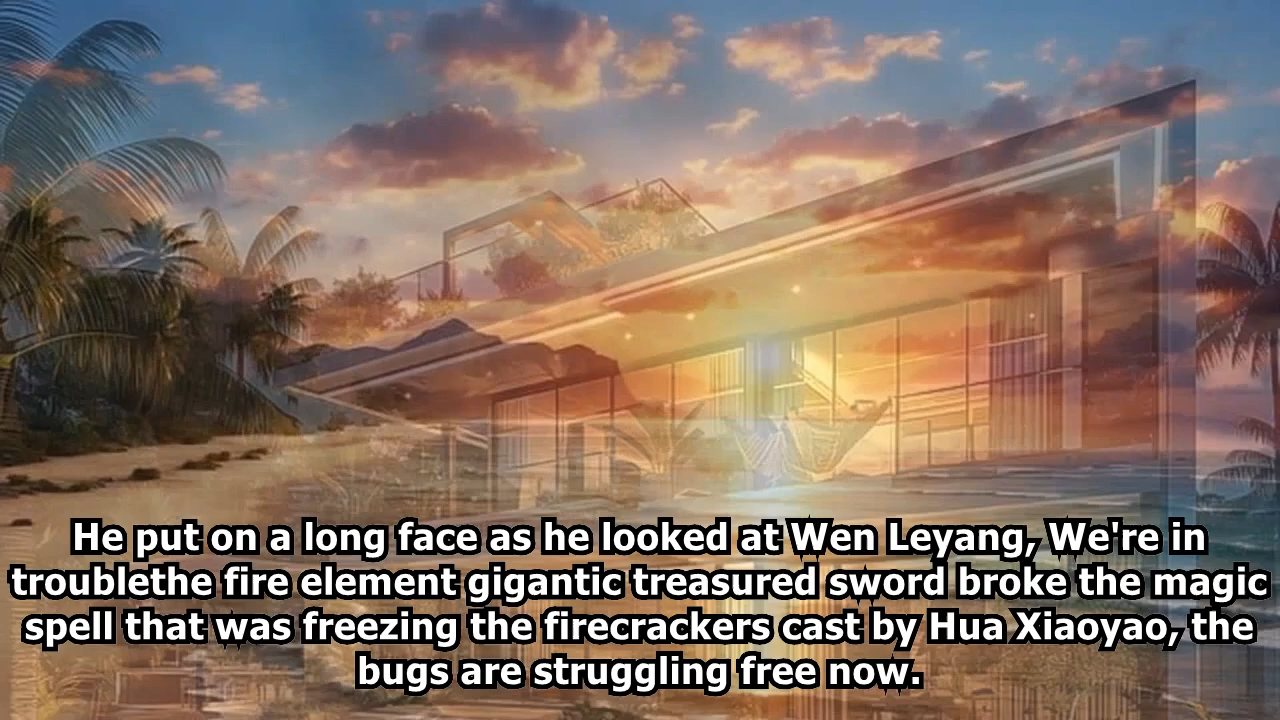 He put on a long face as he looked at Wen Leyang, We're in
troublethe fire element gigantic treasured sword broke the magic
spell that was freezing the firecrackers cast by Hua Xiaoyao, the
bugs are struggling free now.